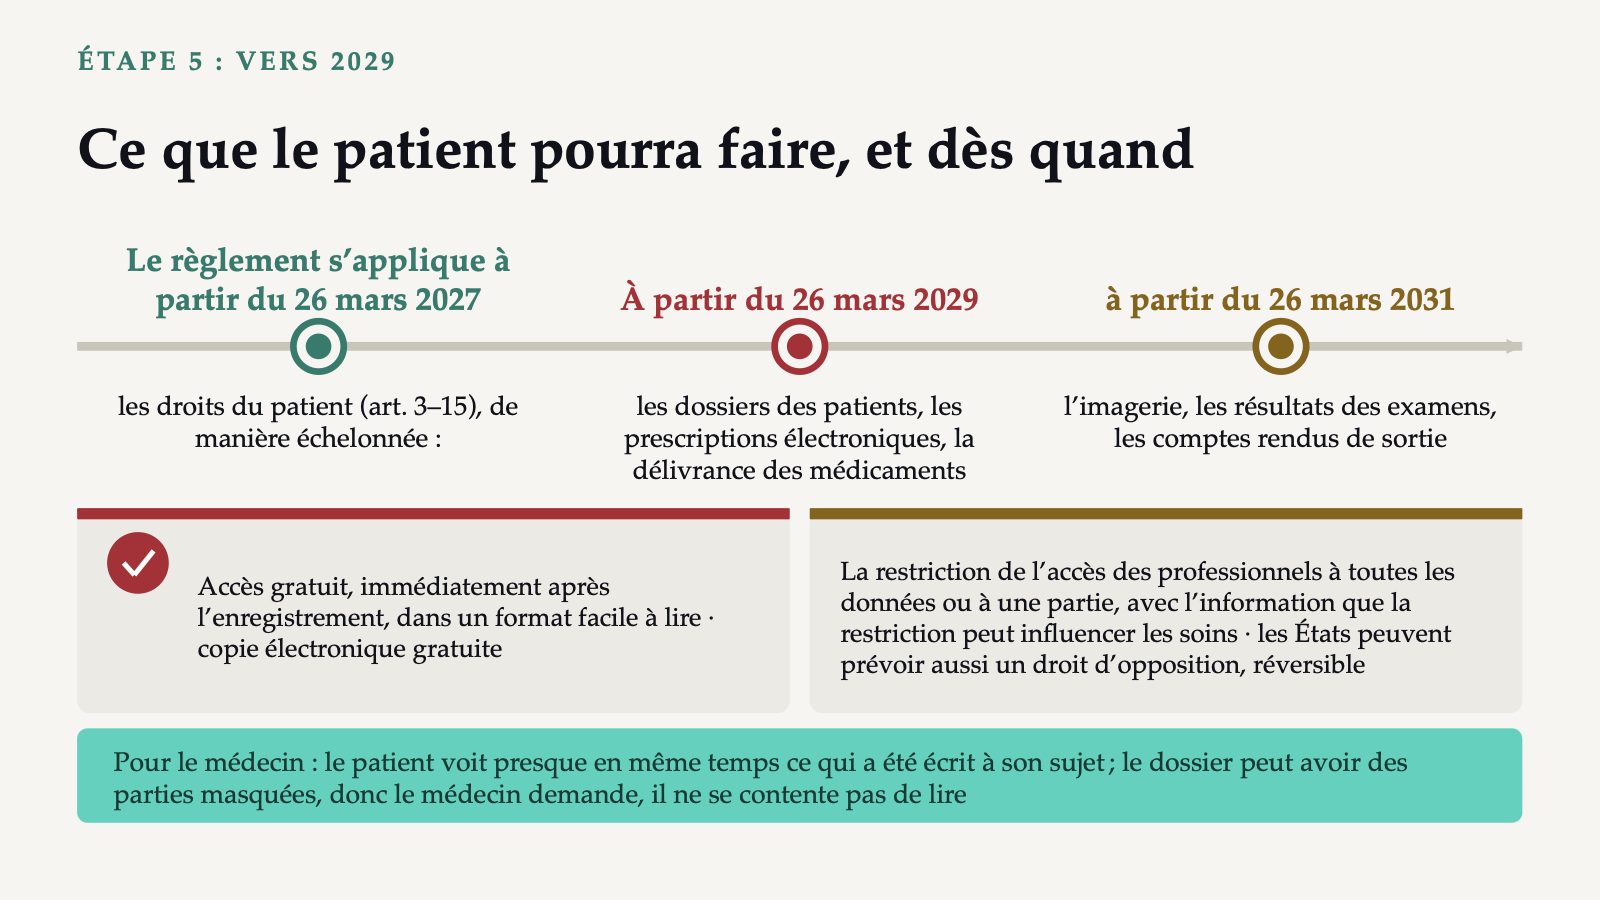 ÉTAPE 5 : VERS 2029
Ce que le patient pourra faire, et dès quand
Le règlement s’applique à
partir du 26 mars 2027
À partir du 26 mars 2029
à partir du 26 mars 2031
les droits du patient (art. 3–15), de
manière échelonnée :
les dossiers des patients, les
prescriptions électroniques, la
délivrance des médicaments
l’imagerie, les résultats des examens,
les comptes rendus de sortie
Accès gratuit, immédiatement après
l’enregistrement, dans un format facile à lire ·
copie électronique gratuite
La restriction de l’accès des professionnels à toutes les
données ou à une partie, avec l’information que la
restriction peut influencer les soins · les États peuvent
prévoir aussi un droit d’opposition, réversible
Pour le médecin : le patient voit presque en même temps ce qui a été écrit à son sujet ; le dossier peut avoir des
parties masquées, donc le médecin demande, il ne se contente pas de lire